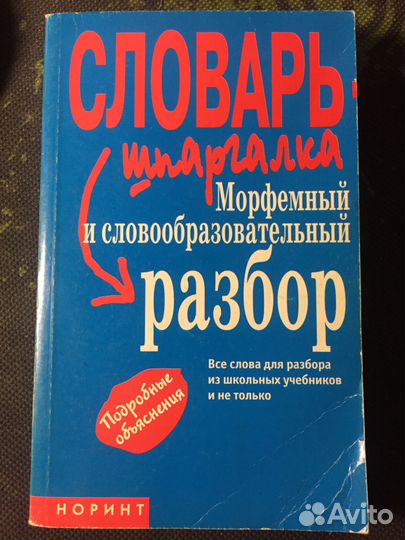 СЛОВАРЬ-
шпаргалка
Морфемный
и словообразовательный
разбор
Все слова для разбора
из школьных учебников
и не только
Подробные
объяснения
НОРИНТ
Avito